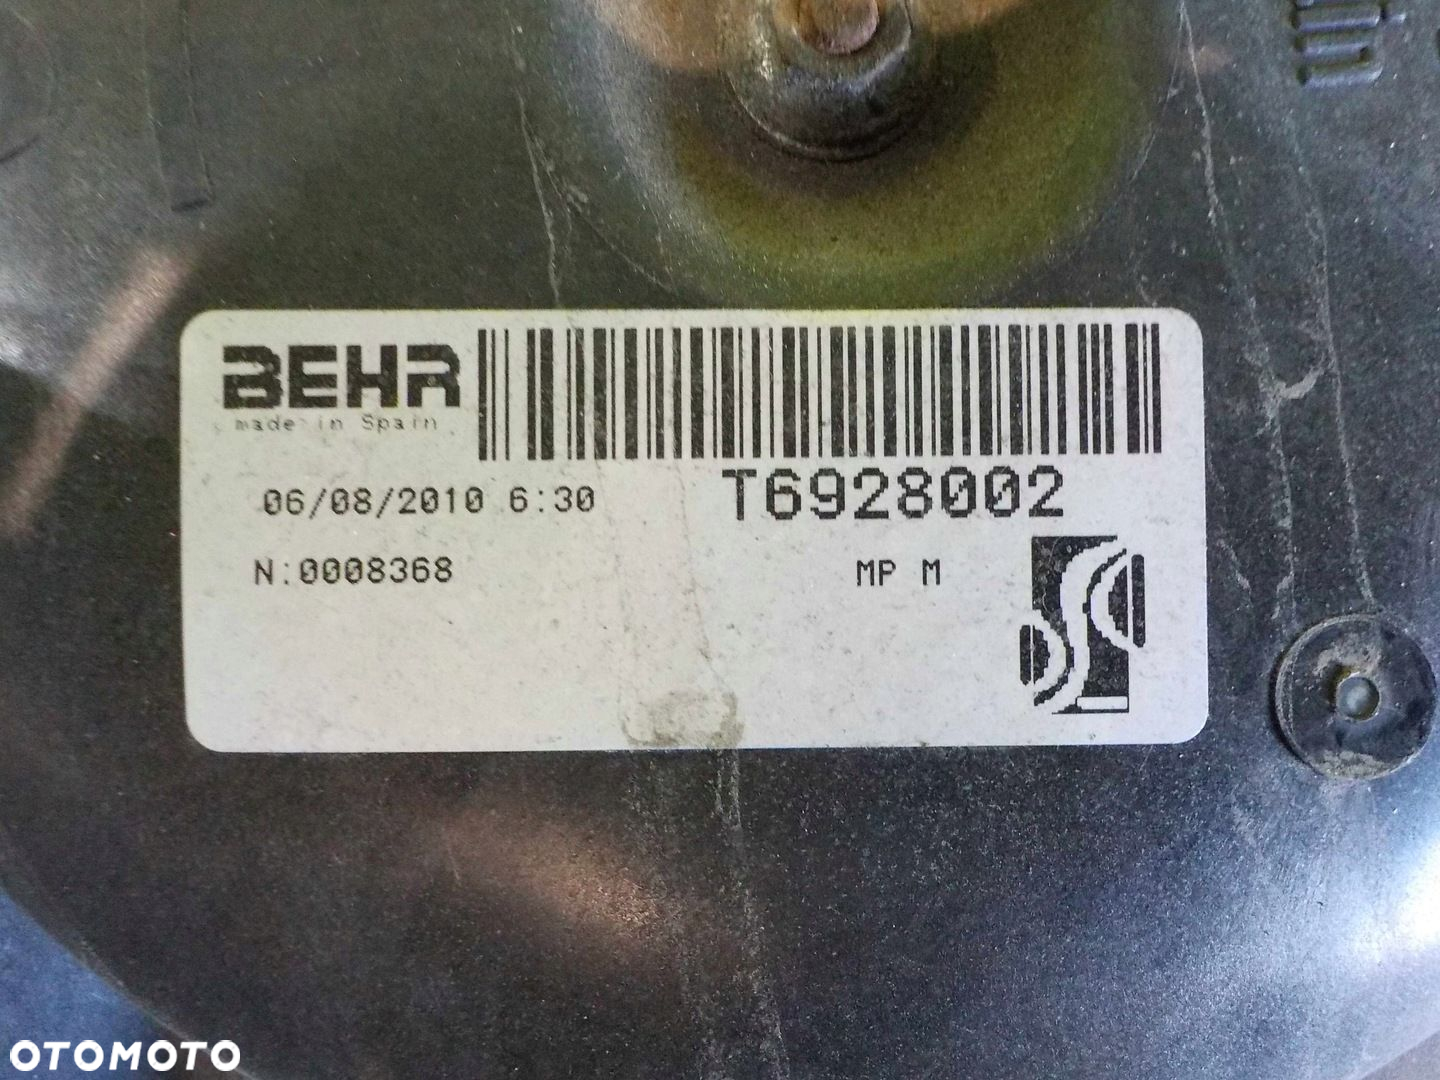 BEHR
made in Spain
T6928002
06/08/2010 6:30
N:0008368
MP M
OTOMOTO